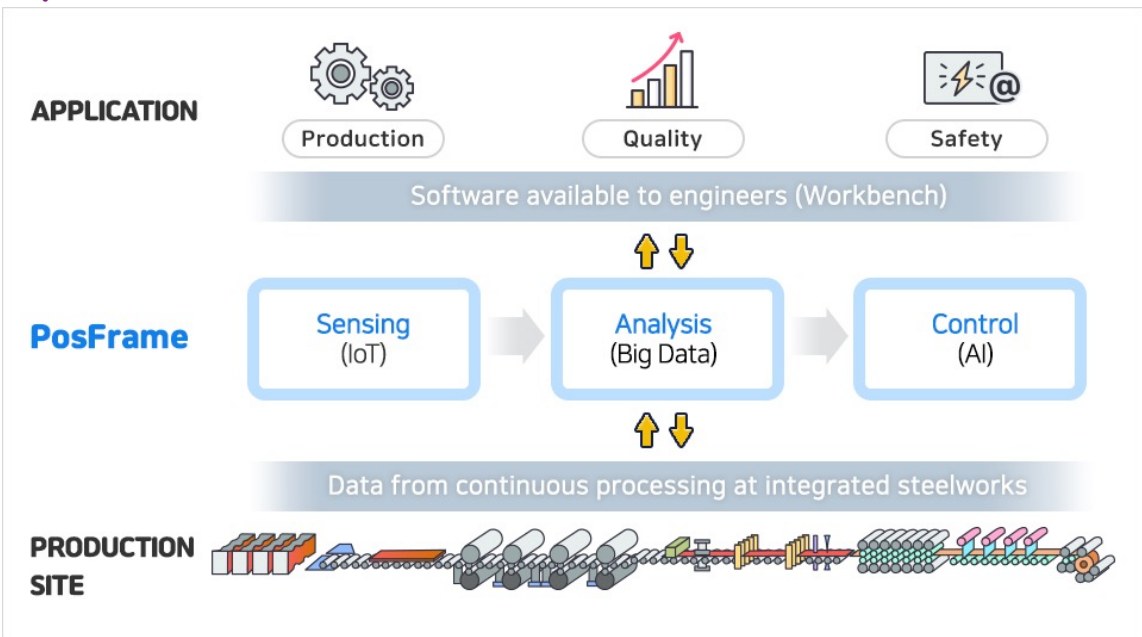 APPLICATION
Production
Quality
@
Safety
Software available to engineers (Workbench)
PosFrame
Sensing
(IoT)
Analysis
(Big Data)
Control
(AI)
Data from continuous processing at integrated steelworks
PRODUCTION
SITE